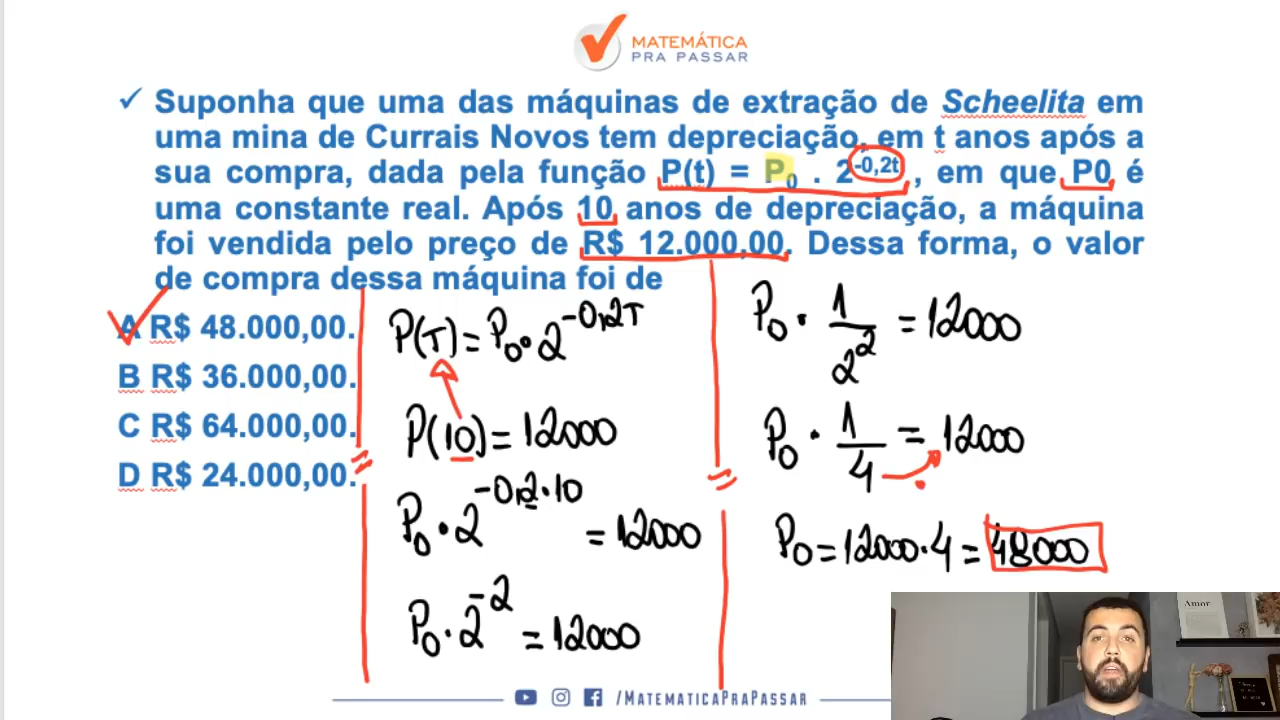 MATEMÁTICA
PRA PASSAR
✓ Suponha que uma das máquinas de extração de Scheelita em
uma mina de Currais Novos tem depreciação, em t anos após a
sua compra, dada pela função P(t) = P₀ . 2^-0,2t , em que P0 é
uma constante real. Após 10 anos de depreciação, a máquina
foi vendida pelo preço de R$ 12.000,00. Dessa forma, o valor
de compra dessa máquina foi de
A R$ 48.000,00.
B R$ 36.000,00.
C R$ 64.000,00.
D R$ 24.000,00.
P(T)=P₀•2^-0,2T
P(10)=12000
P₀•2^-0,2•10 =12000
P₀•2^-2 =12000
P₀•1/2^2=12000
P₀•1/4=12000
P₀=12000•4=48000
/MATEMATICAPRAPASSAR
Amor